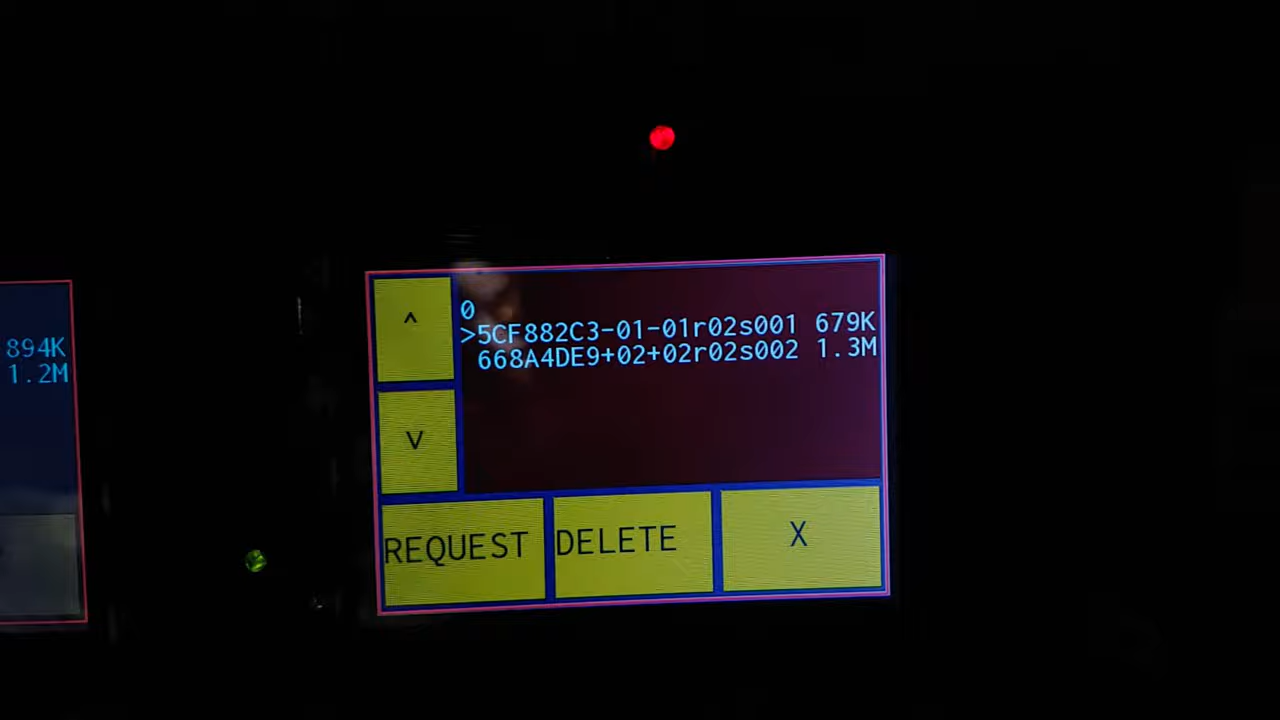 894K
1.2M
^
0
>5CF882C3-01-01r02s001 679K
668A4DE9+02+02r02s002 1.3M
V
REQUEST
DELETE
X